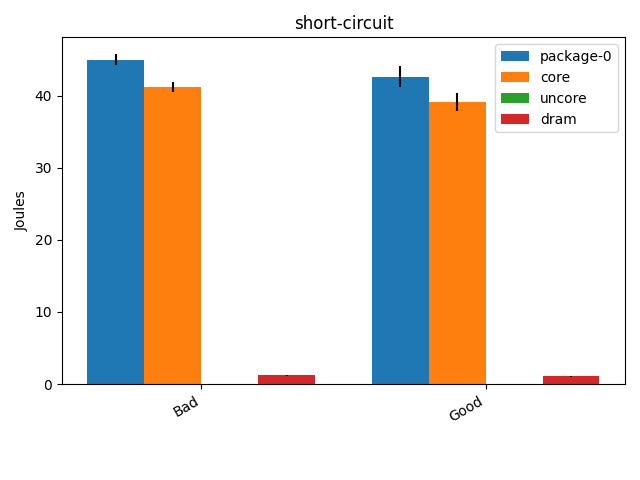 short-circuit
package-0
core
uncore
dram
Joules
40
30
20
10
0
Bad
Good